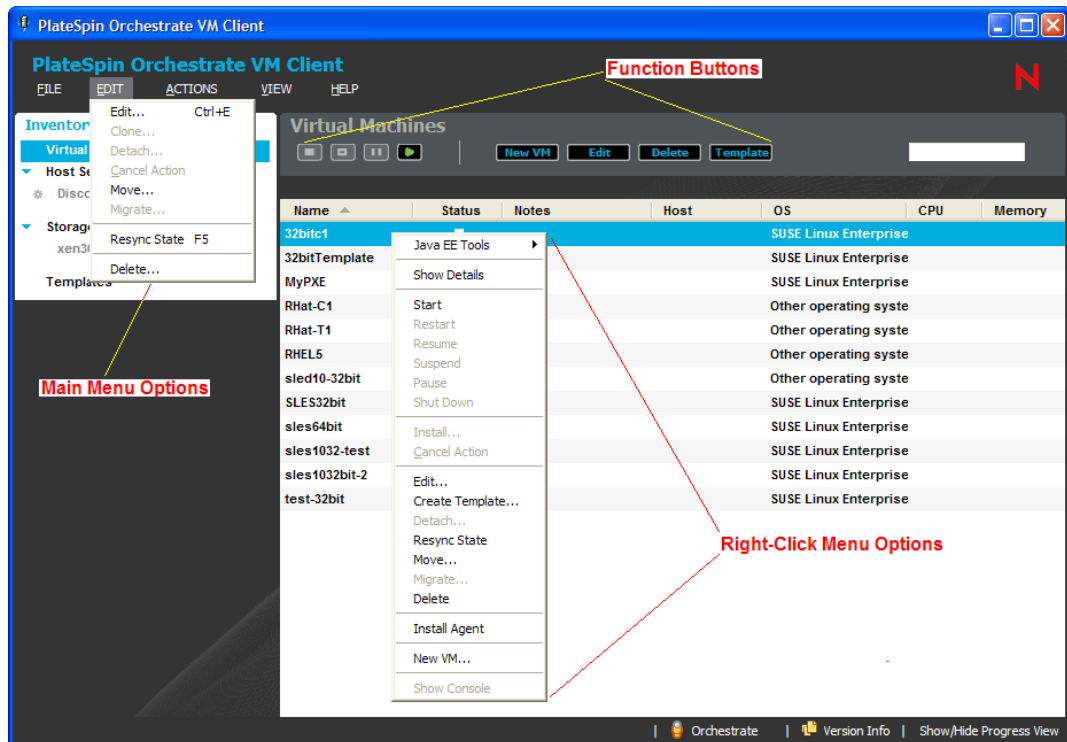 PlateSpin Orchestrate VM Client
PlateSpin Orchestrate VM Client
Function Buttons
FILE EDIT ACTIONS VIEW HELP
Edit... Ctrl+E
Clone...
Detach...
Cancel Action
Move...
Migrate...
Resync State F5
Delete...
Inventor
Virtual
Host Se
Disco
Storag
xen3
Templates
Main Menu Options
Virtual Machines
New VM Edit Delete Template
Name Status Notes Host OS CPU Memory
32bitc1 SUSE Linux Enterprise
32bitTemplate SUSE Linux Enterprise
MyPXE SUSE Linux Enterprise
RHat-C1 Other operating syste
RHat-T1 Other operating syste
RHEL5 Other operating syste
sled10-32bit Other operating syste
SLES32bit SUSE Linux Enterprise
sles64bit SUSE Linux Enterprise
sles1032-test SUSE Linux Enterprise
sles1032bit-2 SUSE Linux Enterprise
test-32bit SUSE Linux Enterprise
Java EE Tools
Show Details
Start
Restart
Resume
Suspend
Pause
Shut Down
Install...
Cancel Action
Edit...
Create Template...
Detach...
Resync State
Move...
Migrate...
Delete
Install Agent
New VM...
Show Console
Right-Click Menu Options
| Orchestrate | Version Info | Show/Hide Progress View